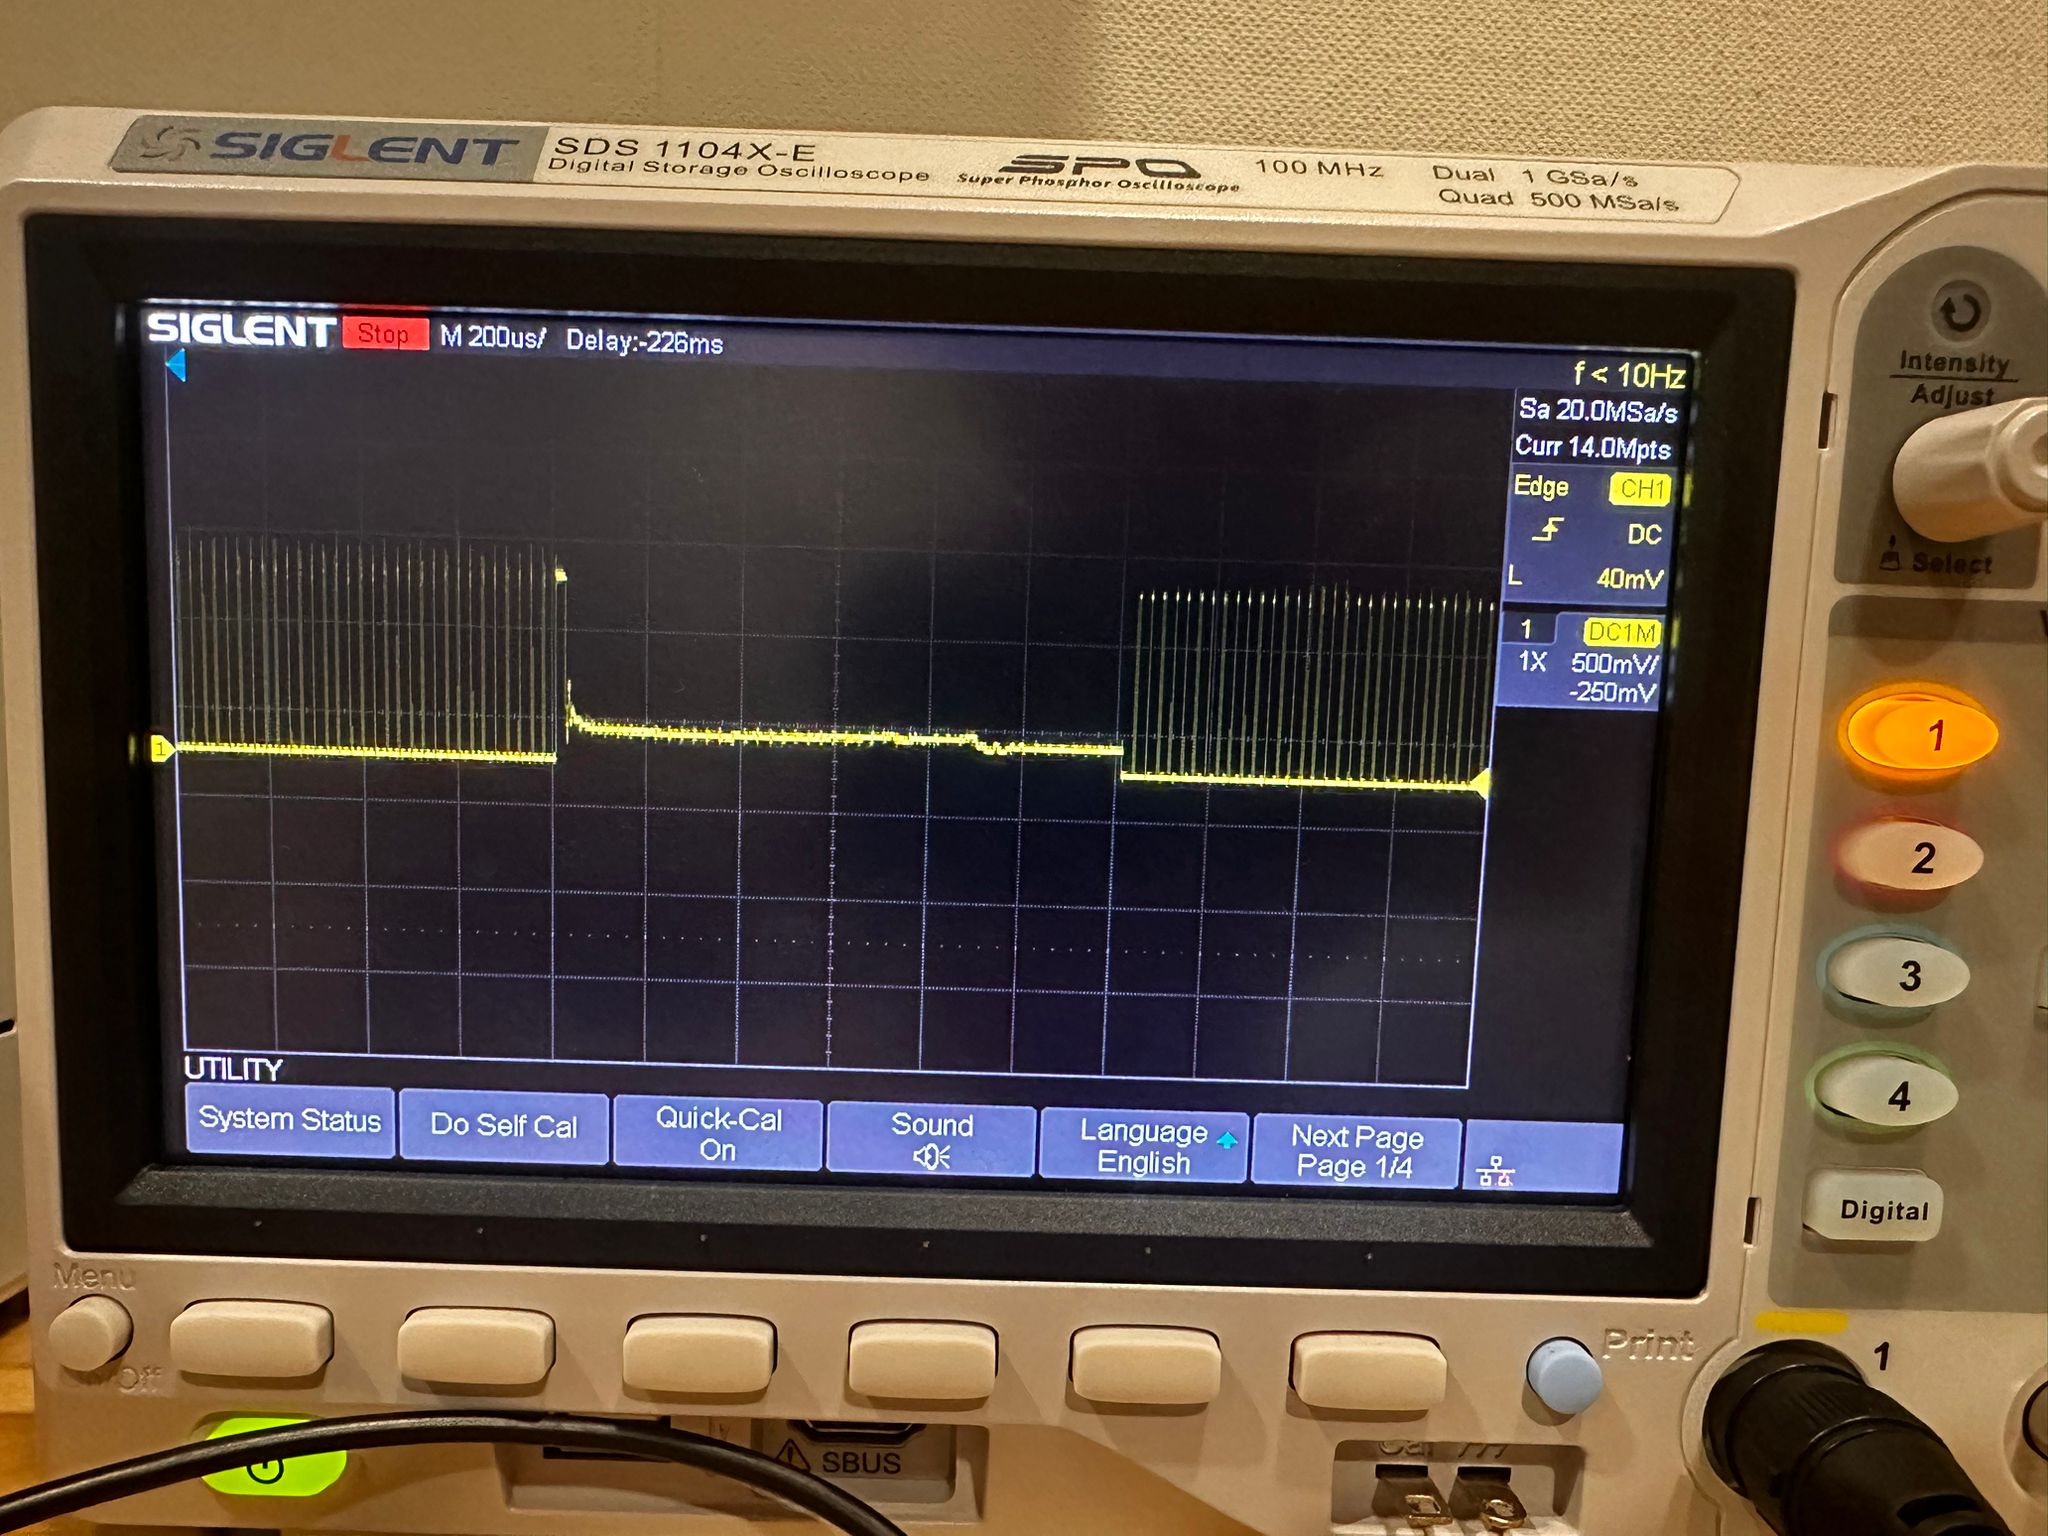 SIGLENT
SDS 1104X-E
Digital Storage Oscilloscope
SPO
Super Phosphor Oscilloscope
100 MHz
Dual 1 GSa/s
Quad 500 MSa/s
SIGLENT Stop M 200us/ Delay:-226ms
f < 10Hz
Sa 20.0MSa/s
Curr 14.0Mpts
Edge CH1
DC
L 40mV
1 DC1M
1X 500mV/
-250mV
1
UTILITY
System Status
Do Self Cal
Quick-Cal
On
Sound
Language
English
Next Page
Page 1/4
Intensity
Adjust
Select
1
2
3
4
Digital
Menu
Off
Print
1
SBUS
Cal